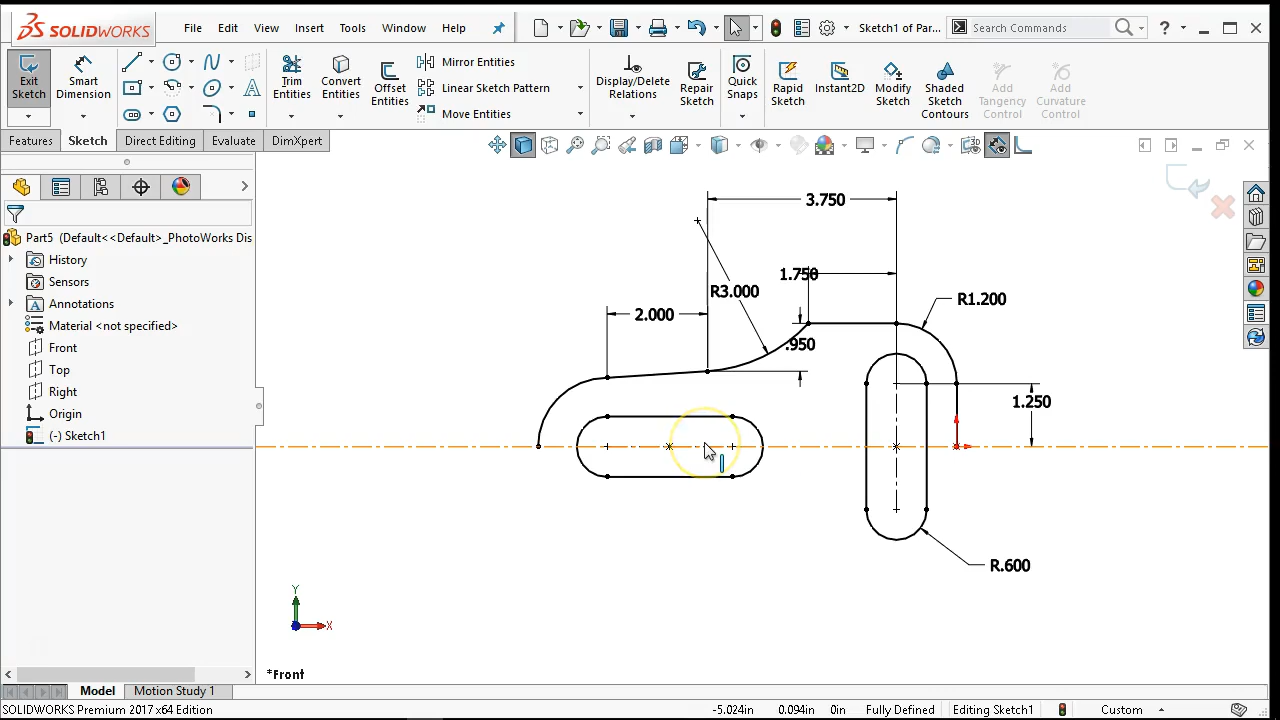 SOLIDWORKS File Edit View Insert Tools Window Help Sketch1 of Par... Search Commands ?
Exit Sketch
Smart Dimension
Trim Entities
Convert Entities
Offset Entities
Mirror Entities
Linear Sketch Pattern
Move Entities
Display/Delete Relations
Repair Sketch
Quick Snaps
Rapid Sketch
Instant2D
Modify Sketch
Shaded Sketch Contours
Add Tangency Control
Add Curvature Control
Features Sketch Direct Editing Evaluate DimXpert
Part5 (Default<<Default>_PhotoWorks Dis
History
Sensors
Annotations
Material <not specified>
Front
Top
Right
Origin
(-) Sketch1
3.750
1.750
R3.000
R1.200
2.000
.950
1.250
R.600
Y
X
*Front
Model Motion Study 1
SOLIDWORKS Premium 2017 x64 Edition -5.024in 0.094in 0in Fully Defined Editing Sketch1 Custom